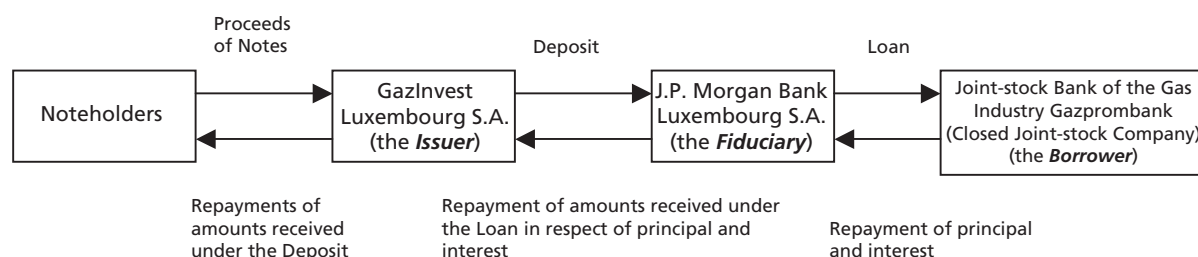 Proceeds
of Notes
Deposit
Loan
Noteholders
GazInvest
Luxembourg S.A.
(the Issuer)
J.P. Morgan Bank
Luxembourg S.A.
(the Fiduciary)
Joint-stock Bank of the Gas
Industry Gazprombank
(Closed Joint-stock Company)
(the Borrower)
Repayments of
amounts received
under the Deposit
Repayment of amounts received under
the Loan in respect of principal and
interest
Repayment of principal
and interest